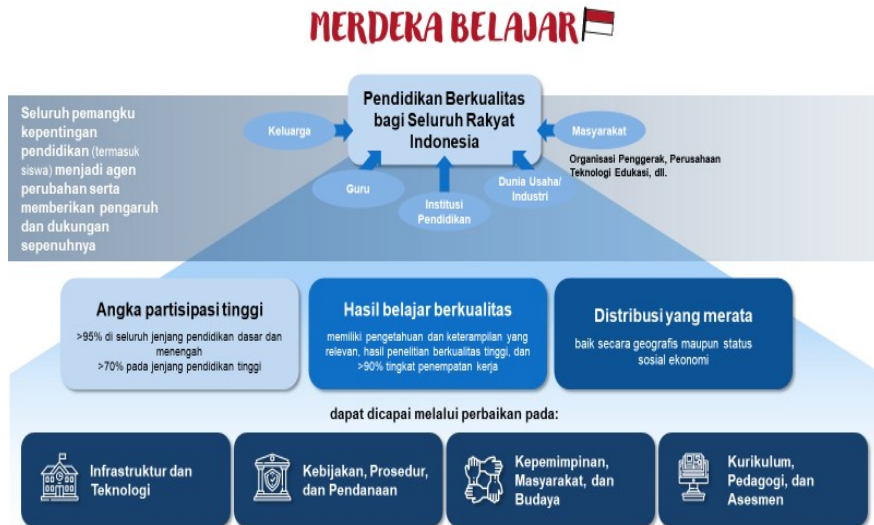 MERDEKA BELAJAR
Pendidikan Berkualitas
bagi Seluruh Rakyat
Indonesia
Seluruh pemangku
kepentingan
pendidikan (termasuk
siswa) menjadi agen
perubahan serta
memberikan pengaruh
dan dukungan
sepenuhnya
Keluarga
Guru
Institusi
Pendidikan
Dunia Usaha/
Industri
Masyarakat
Organisasi Penggerak, Perusahaan
Teknologi Edukasi, dll.
Angka partisipasi tinggi
>95% di seluruh jenjang pendidikan dasar dan
menengah
>70% pada jenjang pendidikan tinggi
Hasil belajar berkualitas
memiliki pengetahuan dan keterampilan yang
relevan, hasil penelitian berkualitas tinggi, dan
>90% tingkat penempatan kerja
Distribusi yang merata
baik secara geografis maupun status
sosial ekonomi
dapat dicapai melalui perbaikan pada:
Infrastruktur dan
Teknologi
Kebijakan, Prosedur,
dan Pendanaan
Kepemimpinan,
Masyarakat, dan
Budaya
Kurikulum,
Pedagogi, dan
Asesmen